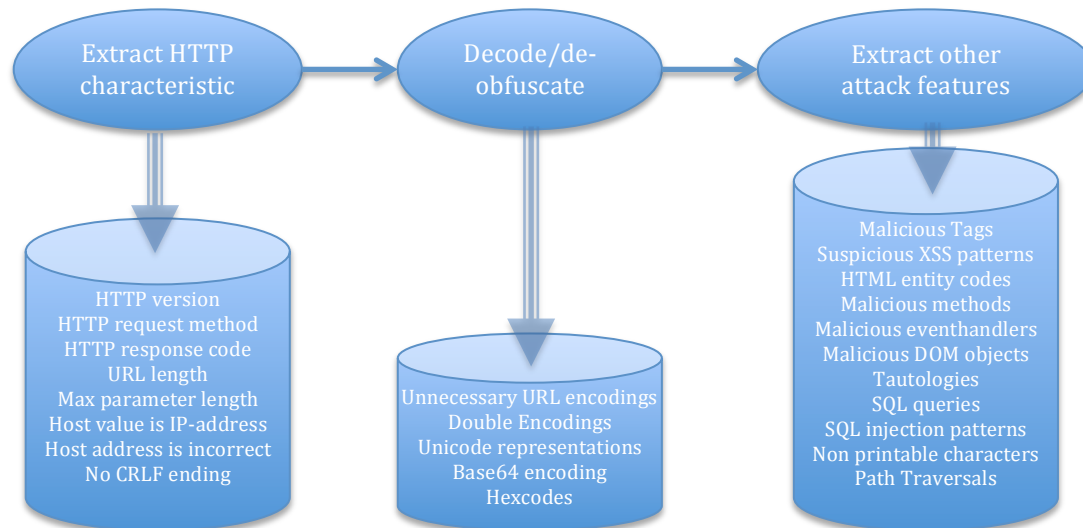 Extract HTTP
characteristic
Decode/de-
obfuscate
Extract other
attack features
HTTP version
HTTP request method
HTTP response code
URL length
Max parameter length
Host value is IP-address
Host address is incorrect
No CRLF ending
Unnecessary URL encodings
Double Encodings
Unicode representations
Base64 encoding
Hexcodes
Malicious Tags
Suspicious XSS patterns
HTML entity codes
Malicious methods
Malicious eventhandlers
Malicious DOM objects
Tautologies
SQL queries
SQL injection patterns
Non printable characters
Path Traversals